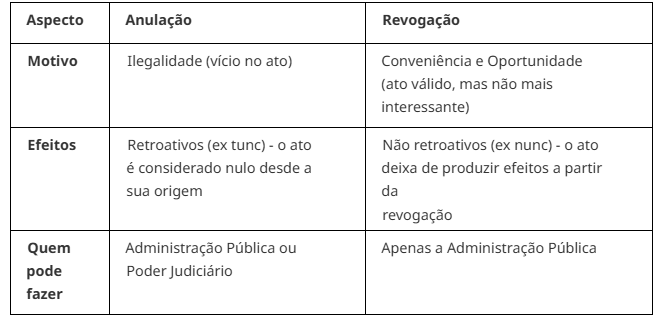 Aspecto Anulação Revogação
Motivo Ilegalidade (vício no ato) Conveniência e Oportunidade
(ato válido, mas não mais
interessante)
Efeitos Retroativos (ex tunc) - o ato Não retroativos (ex nunc) - o ato
é considerado nulo desde a deixa de produzir efeitos a partir
sua origem da
revogação
Quem Administração Pública ou Apenas a Administração Pública
pode Poder Judiciário
fazer